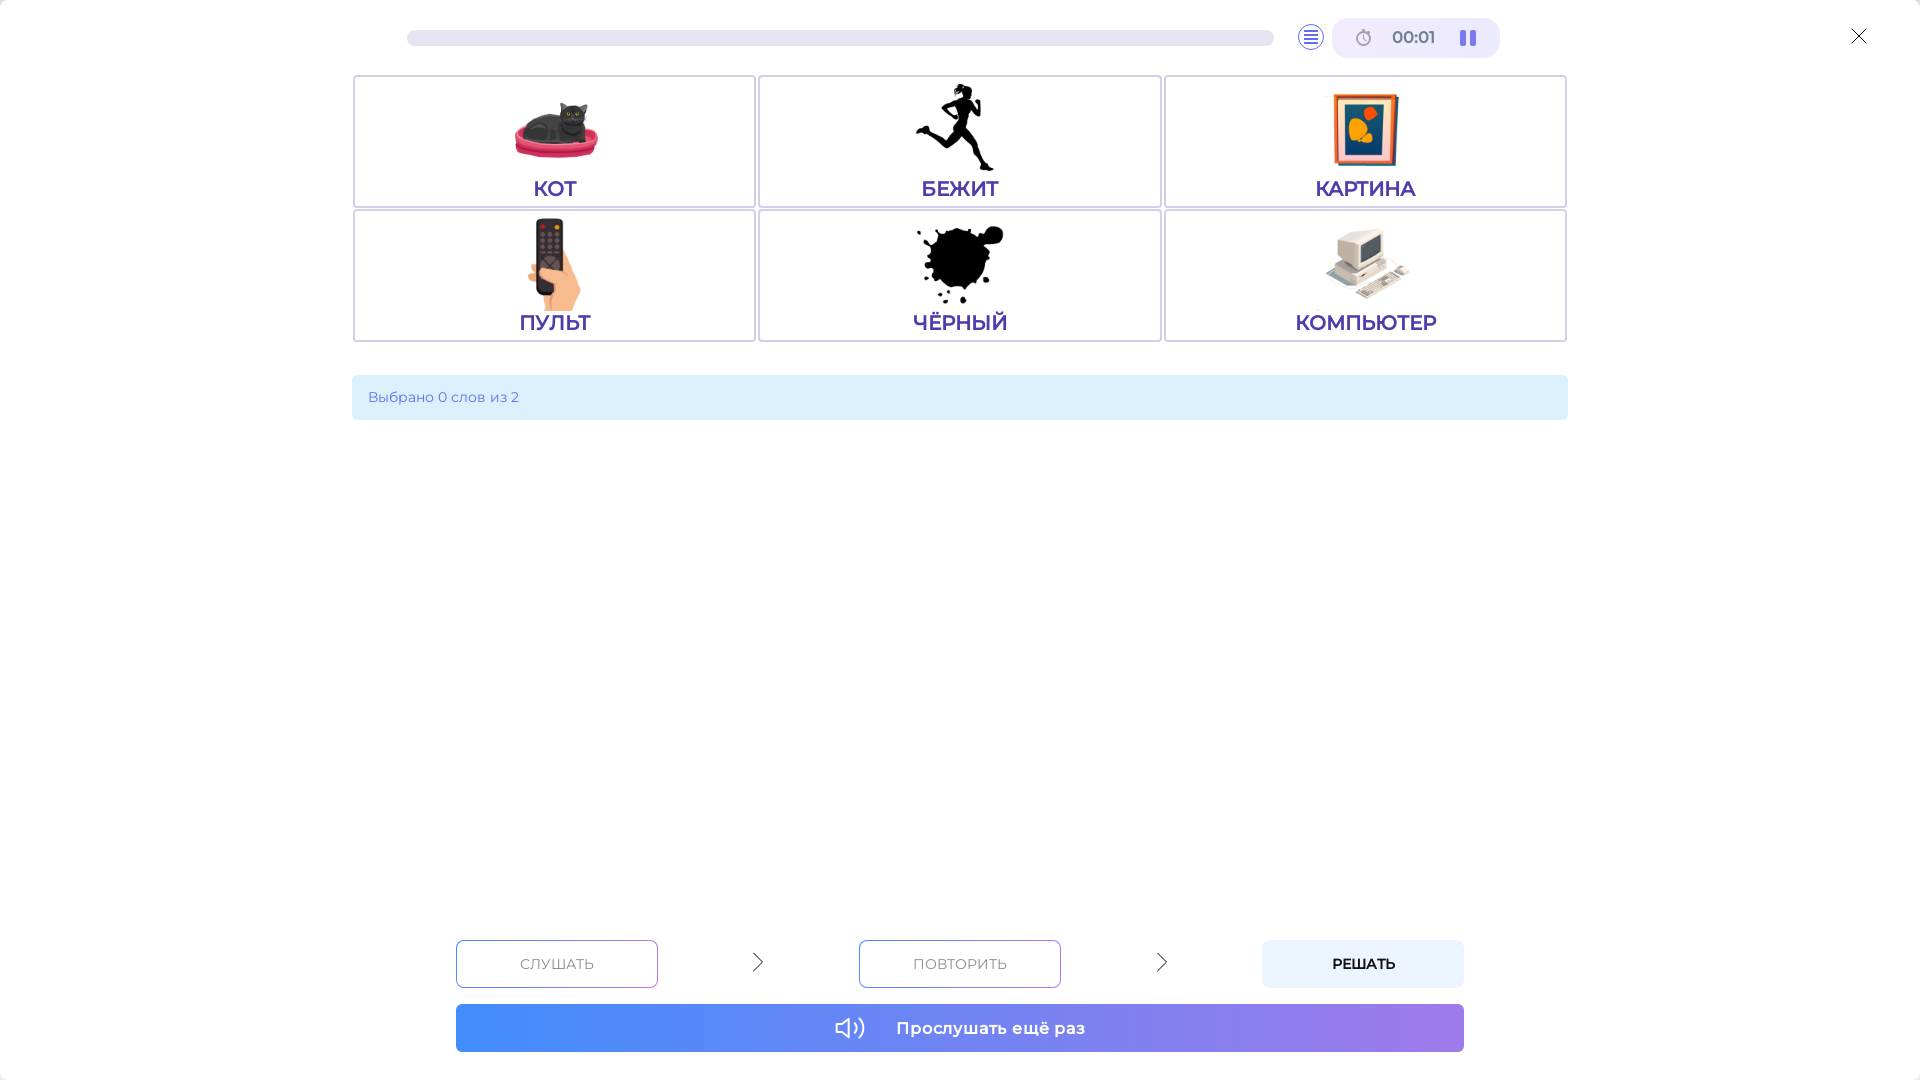 00:01
КОТ
БЕЖИТ
КАРТИНА
ПУЛЬТ
ЧЁРНЫЙ
КОМПЬЮТЕР
Выбрано 0 слов из 2
СЛУШАТЬ
ПОВТОРИТЬ
РЕШАТЬ
Прослушать ещё раз